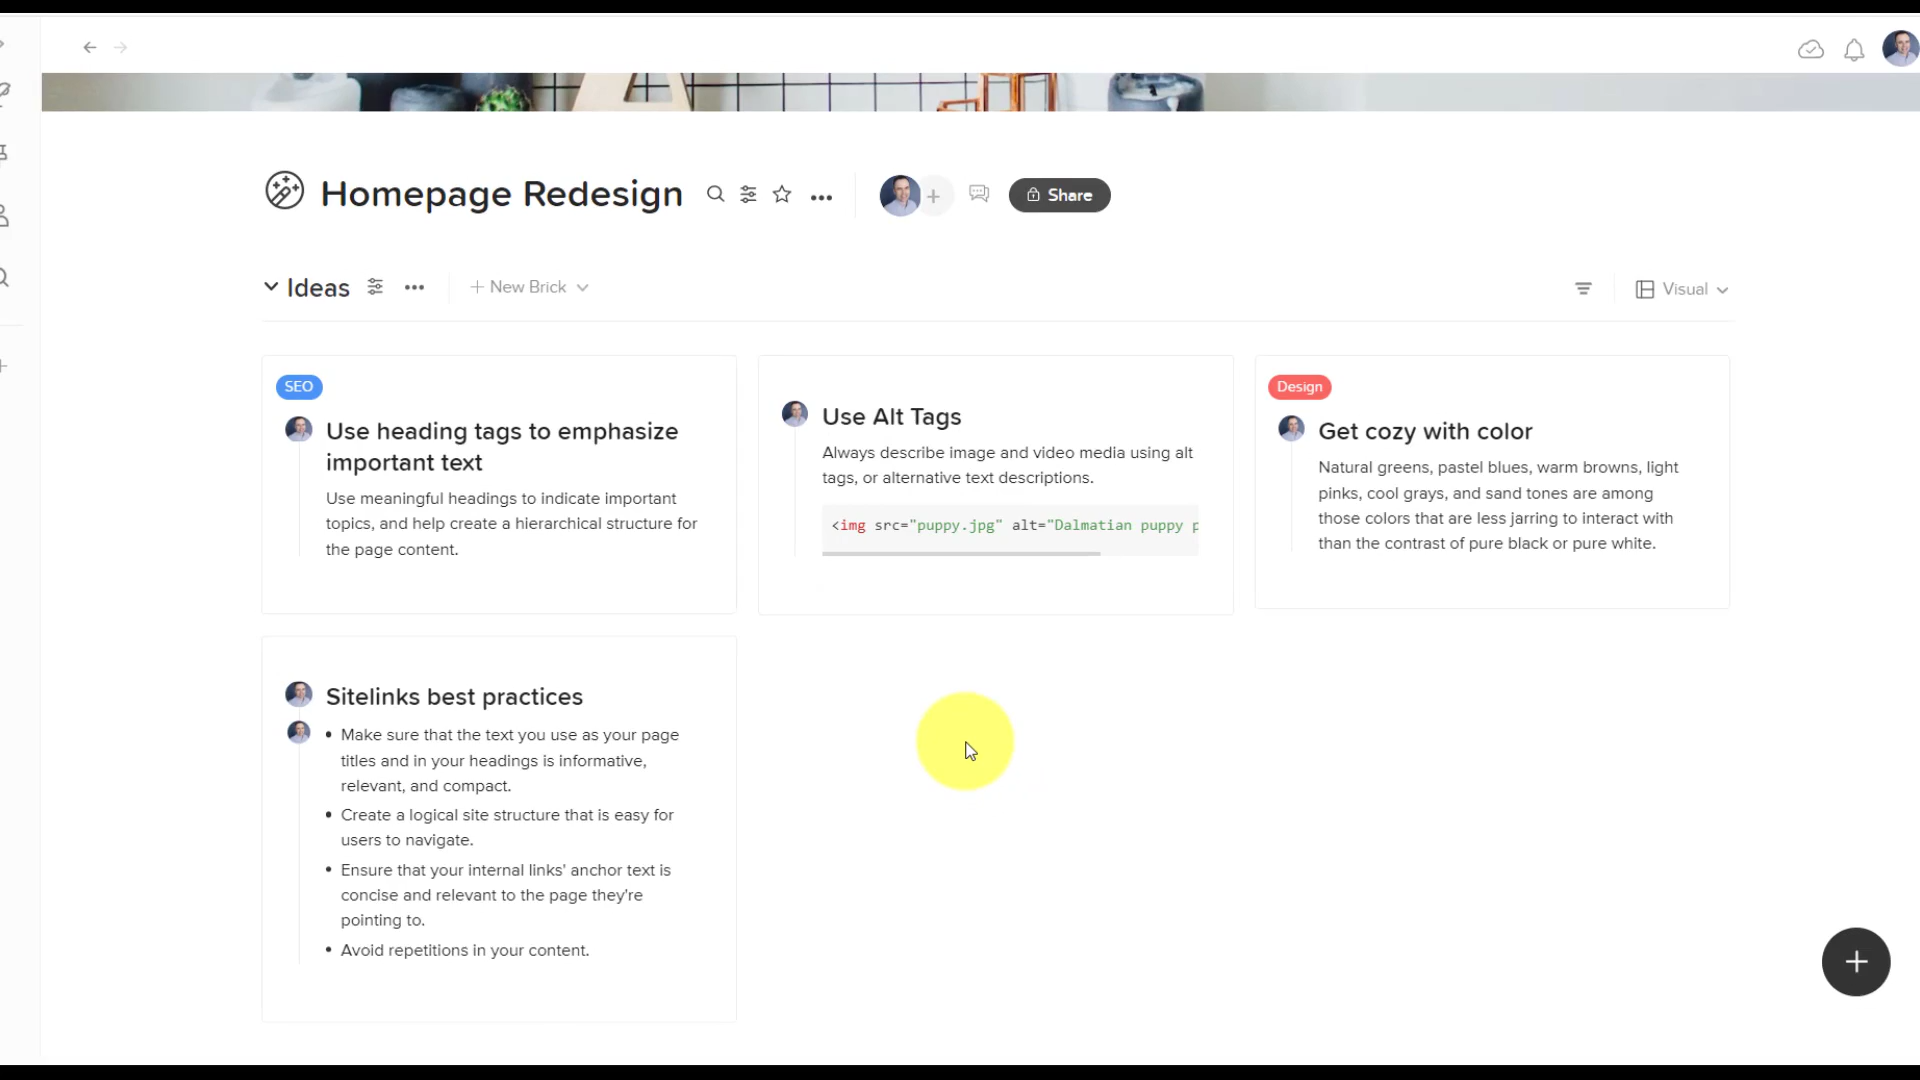 Homepage Redesign
Share
Ideas
New Brick
Visual
SEO
Use heading tags to emphasize
important text
Use meaningful headings to indicate important
topics, and help create a hierarchical structure for
the page content.
Use Alt Tags
Always describe image and video media using alt
tags, or alternative text descriptions.
<img src="puppy.jpg" alt="Dalmatian puppy p
Design
Get cozy with color
Natural greens, pastel blues, warm browns, light
pinks, cool grays, and sand tones are among
those colors that are less jarring to interact with
than the contrast of pure black or pure white.
Sitelinks best practices
• Make sure that the text you use as your page
titles and in your headings is informative,
relevant, and compact.
• Create a logical site structure that is easy for
users to navigate.
• Ensure that your internal links' anchor text is
concise and relevant to the page they're
pointing to.
• Avoid repetitions in your content.